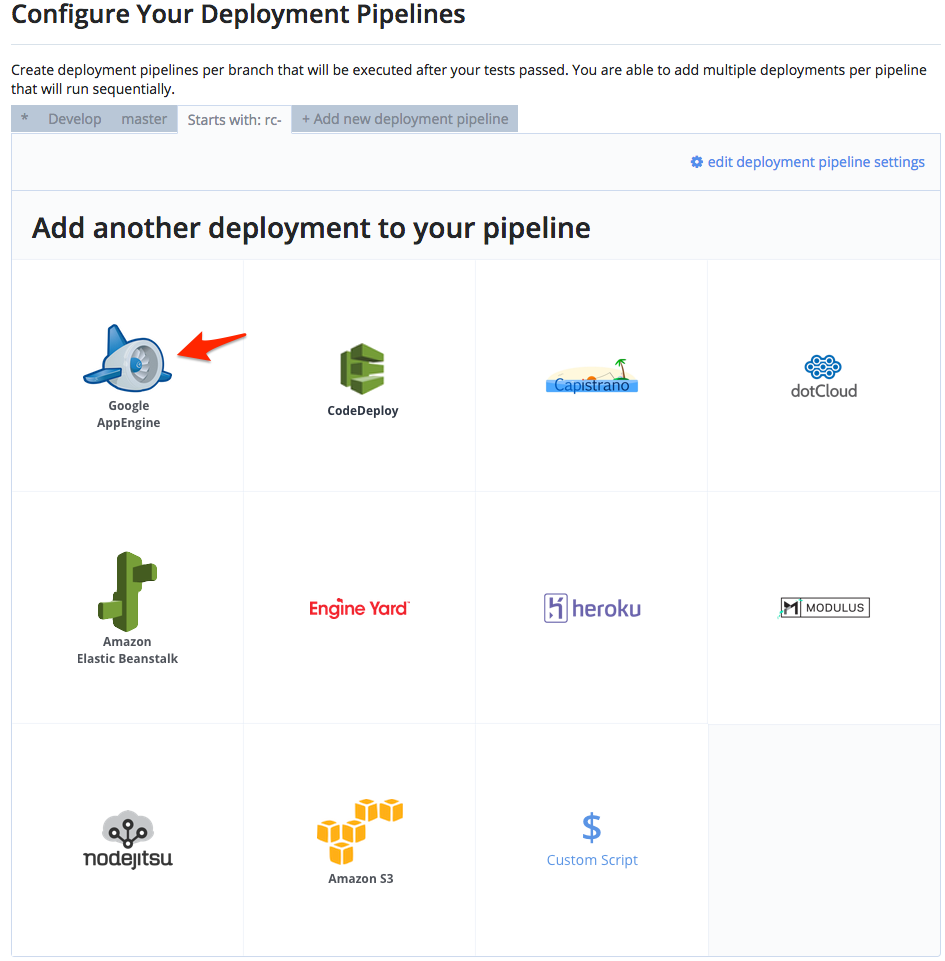 Configure Your Deployment Pipelines
Create deployment pipelines per branch that will be executed after your tests passed. You are able to add multiple deployments per pipeline
that will run sequentially.
* Develop master Starts with: rc- + Add new deployment pipeline
edit deployment pipeline settings
Add another deployment to your pipeline
Google
AppEngine
CodeDeploy
Capistrano
dotCloud
Amazon
Elastic Beanstalk
Engine Yard
heroku
MODULUS
nodejitsu
Amazon S3
$
Custom Script